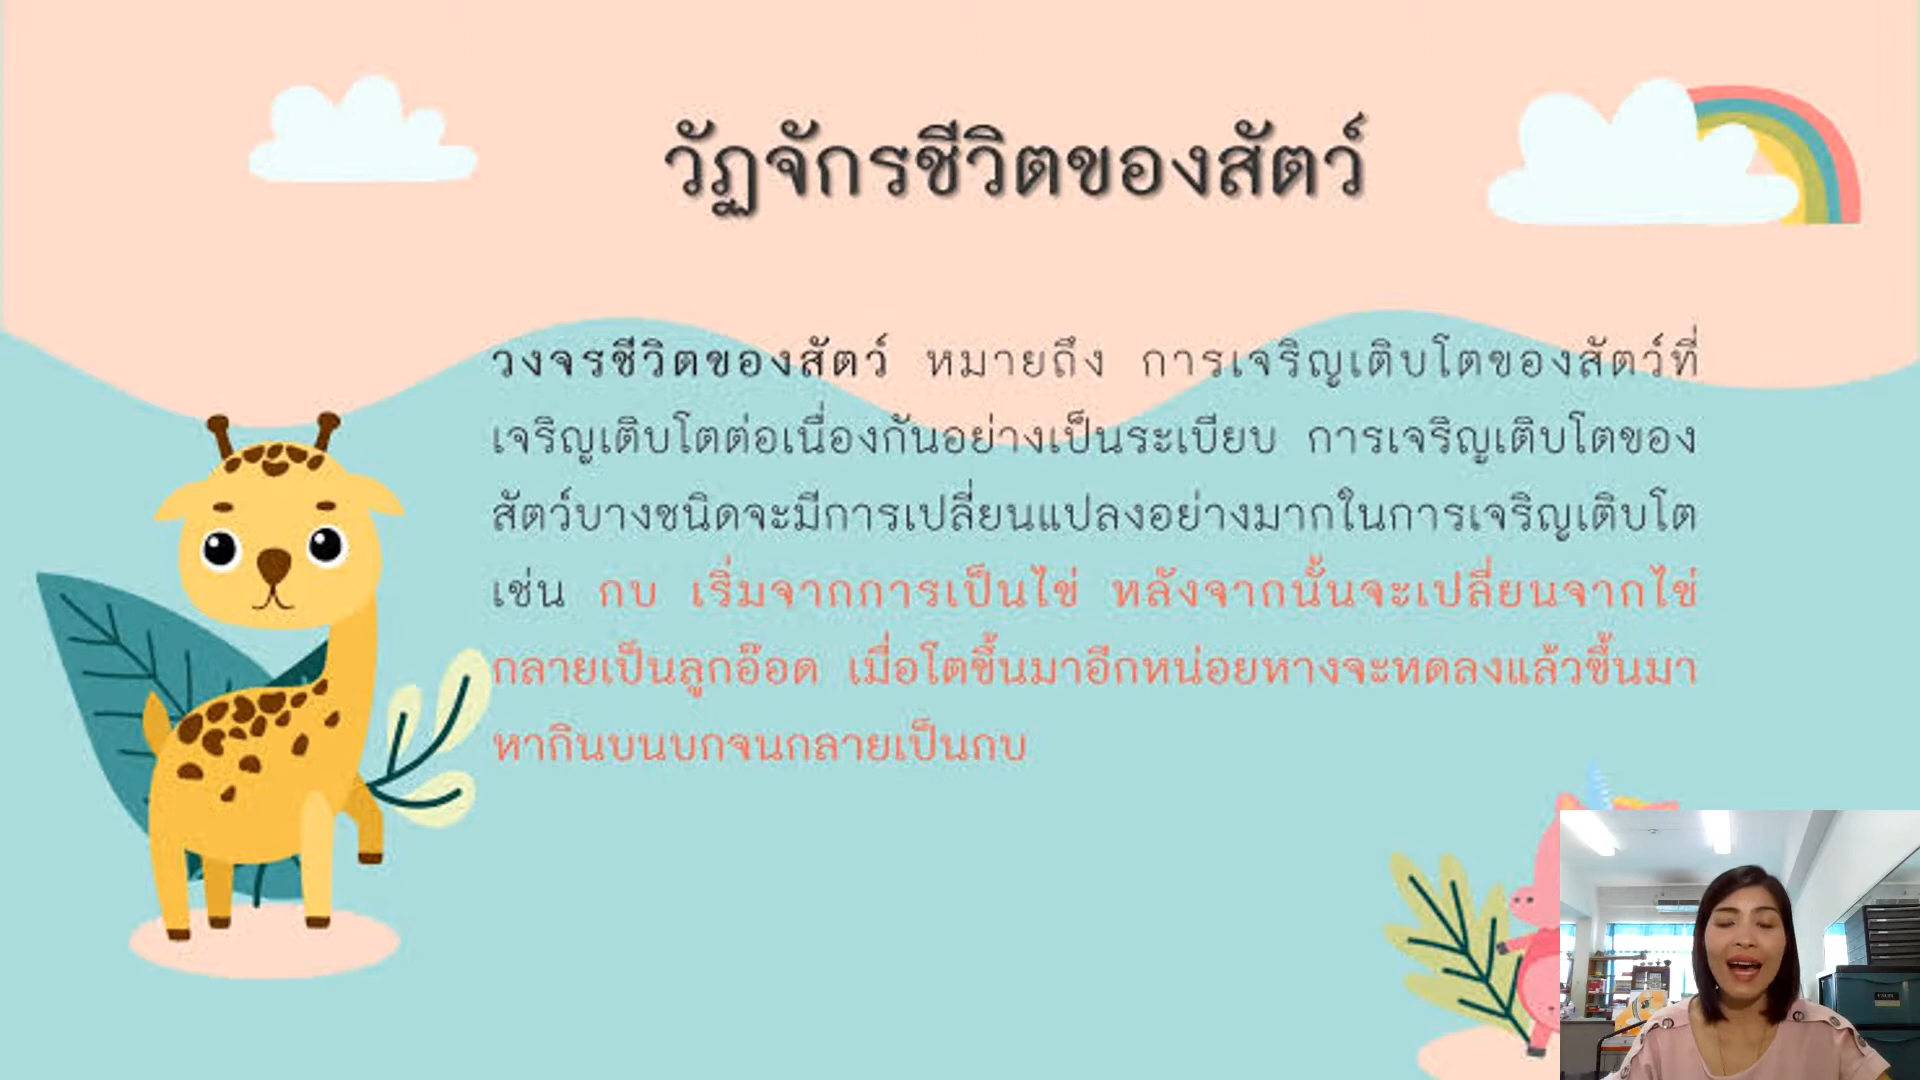 วัฏจักรชีวิตของสัตว์
วงจรชีวิตของสัตว์ หมายถึง การเจริญเติบโตของสัตว์ที่
เจริญเติบโตต่อเนื่องกันอย่างเป็นระเบียบ การเจริญเติบโตของ
สัตว์บางชนิดจะมีการเปลี่ยนแปลงอย่างมากในการเจริญเติบโต
เช่น กบ เริ่มจากการเป็นไข่ หลังจากนั้นจะเปลี่ยนจากไข่
กลายเป็นลูกอ๊อด เมื่อโตขึ้นมาอีกหน่อยหางจะหดลงแล้วขึ้นมา
หากินบนบกจนกลายเป็นกบ